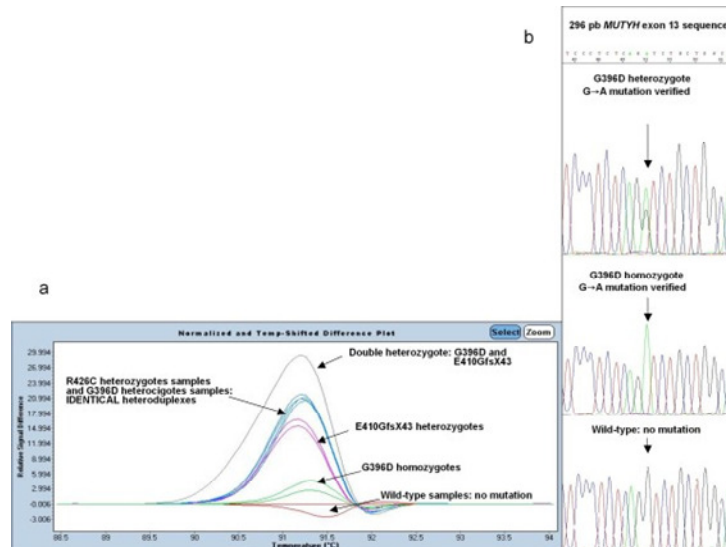 b
296 pb MUTYH exon 13 sequence
G396D heterozygote
G→A mutation verified
G396D homozygote
G→A mutation verified
Wild-type: no mutation
a
Normalized and Temp-Shifted Difference Plot
Select
Zoom
Relative Signal Difference
29.994
26.994
23.994
20.994
17.994
14.994
11.994
8.994
5.994
2.994
-0.006
-3.006
Double heterozygote: G396D and
E410GfsX43
R426C heterozygotes samples
and G396D heterocigotes samples:
IDENTICAL heteroduplexes
E410GfsX43 heterozygotes
G396D homozygotes
Wild-type samples: no mutation
88.5 89 89.5 90 90.5 91 91.5 92 92.5 93 93.5 94
Temperature (°C)